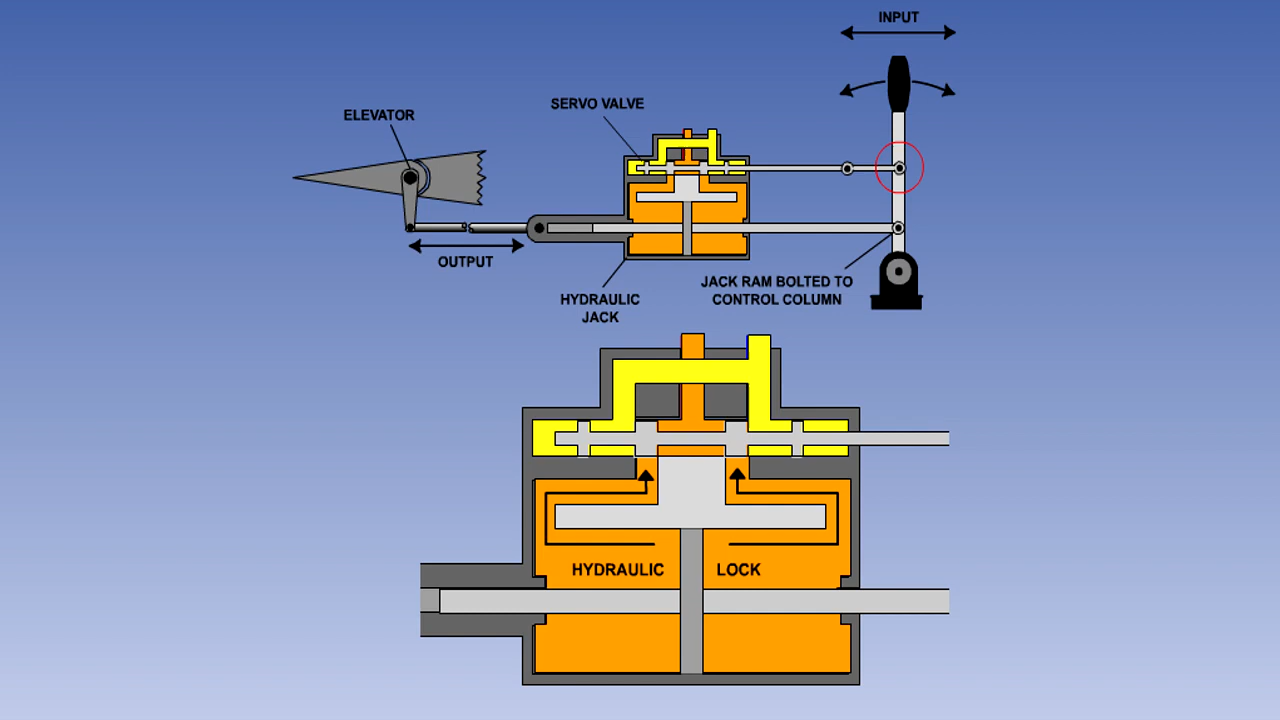 INPUT
SERVO VALVE
ELEVATOR
OUTPUT
JACK RAM BOLTED TO
CONTROL COLUMN
HYDRAULIC
JACK
HYDRAULIC LOCK